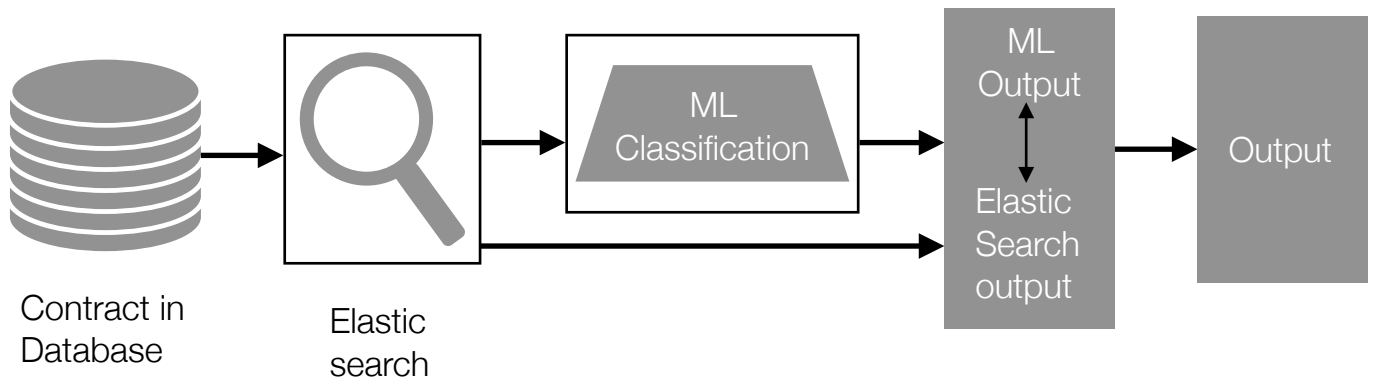 Contract in
Database
Elastic
search
ML
Classification
ML
Output
Elastic
Search
output
Output